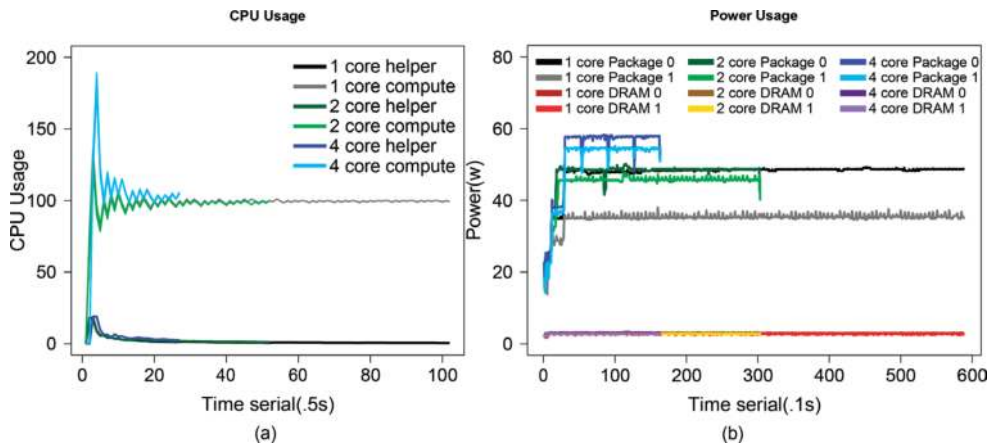 CPU Usage
200
150
100
50
0
CPU Usage
1 core helper
1 core compute
2 core helper
2 core compute
4 core helper
4 core compute
0 20 40 60 80 100
Time serial(.5s)
(a)
Power Usage
80
60
40
20
0
Power(w)
1 core Package 0
1 core Package 1
1 core DRAM 0
1 core DRAM 1
2 core Package 0
2 core Package 1
2 core DRAM 0
2 core DRAM 1
4 core Package 0
4 core Package 1
4 core DRAM 0
4 core DRAM 1
0 100 200 300 400 500 600
Time serial(.1s)
(b)